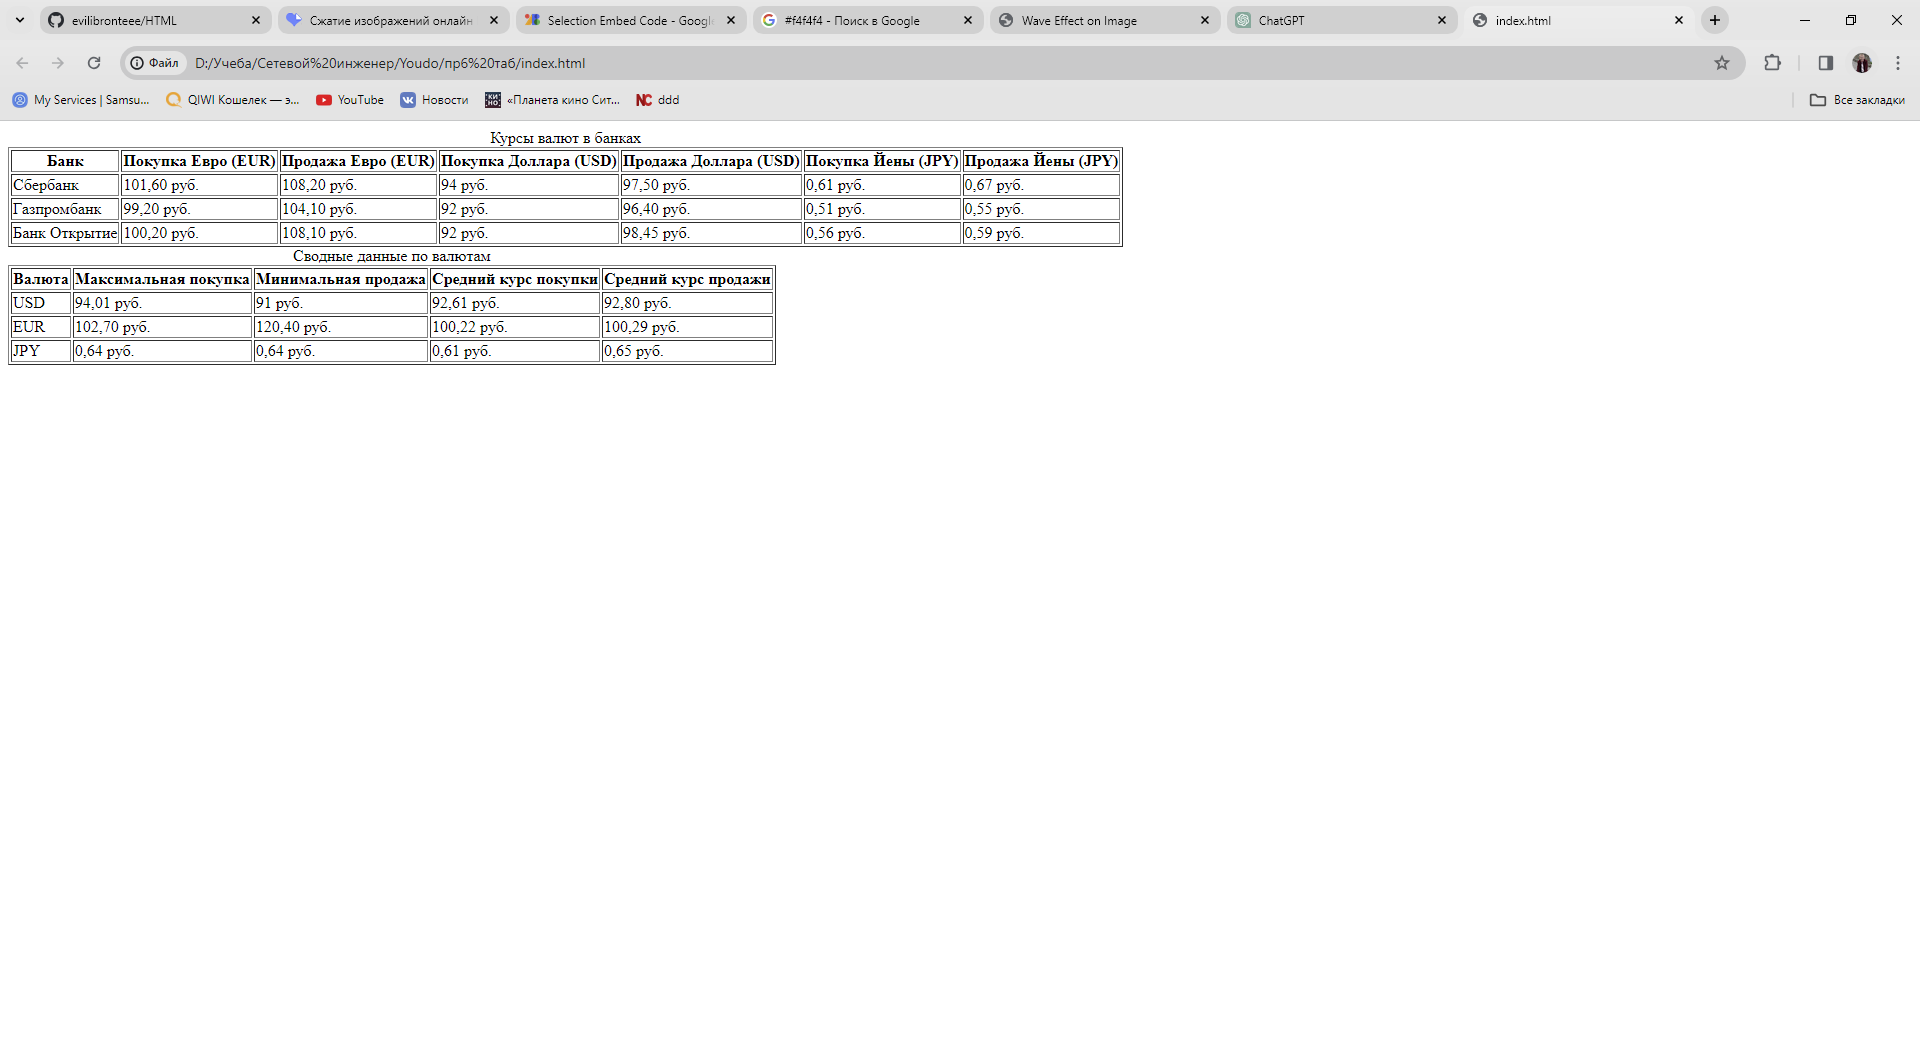 evilibronteee/HTML
Сжатие изображений онлайн
Selection Embed Code - Google
#f4f4f4 - Поиск в Google
Wave Effect on Image
ChatGPT
index.html
Файл D:/Учеба/Сетевой%20инженер/Youdo/пр6%20таб/index.html
My Services | Samsu... QIWI Кошелек — э... YouTube Новости КИНО «Планета кино Сит... NC ddd Все закладки
Курсы валют в банках
Банк Покупка Евро (EUR) Продажа Евро (EUR) Покупка Доллара (USD) Продажа Доллара (USD) Покупка Йены (JPY) Продажа Йены (JPY)
Сбербанк 101,60 руб. 108,20 руб. 94 руб. 97,50 руб. 0,61 руб. 0,67 руб.
Газпромбанк 99,20 руб. 104,10 руб. 92 руб. 96,40 руб. 0,51 руб. 0,55 руб.
Банк Открытие 100,20 руб. 108,10 руб. 92 руб. 98,45 руб. 0,56 руб. 0,59 руб.
Сводные данные по валютам
Валюта Максимальная покупка Минимальная продажа Средний курс покупки Средний курс продажи
USD 94,01 руб. 91 руб. 92,61 руб. 92,80 руб.
EUR 102,70 руб. 120,40 руб. 100,22 руб. 100,29 руб.
JPY 0,64 руб. 0,64 руб. 0,61 руб. 0,65 руб.